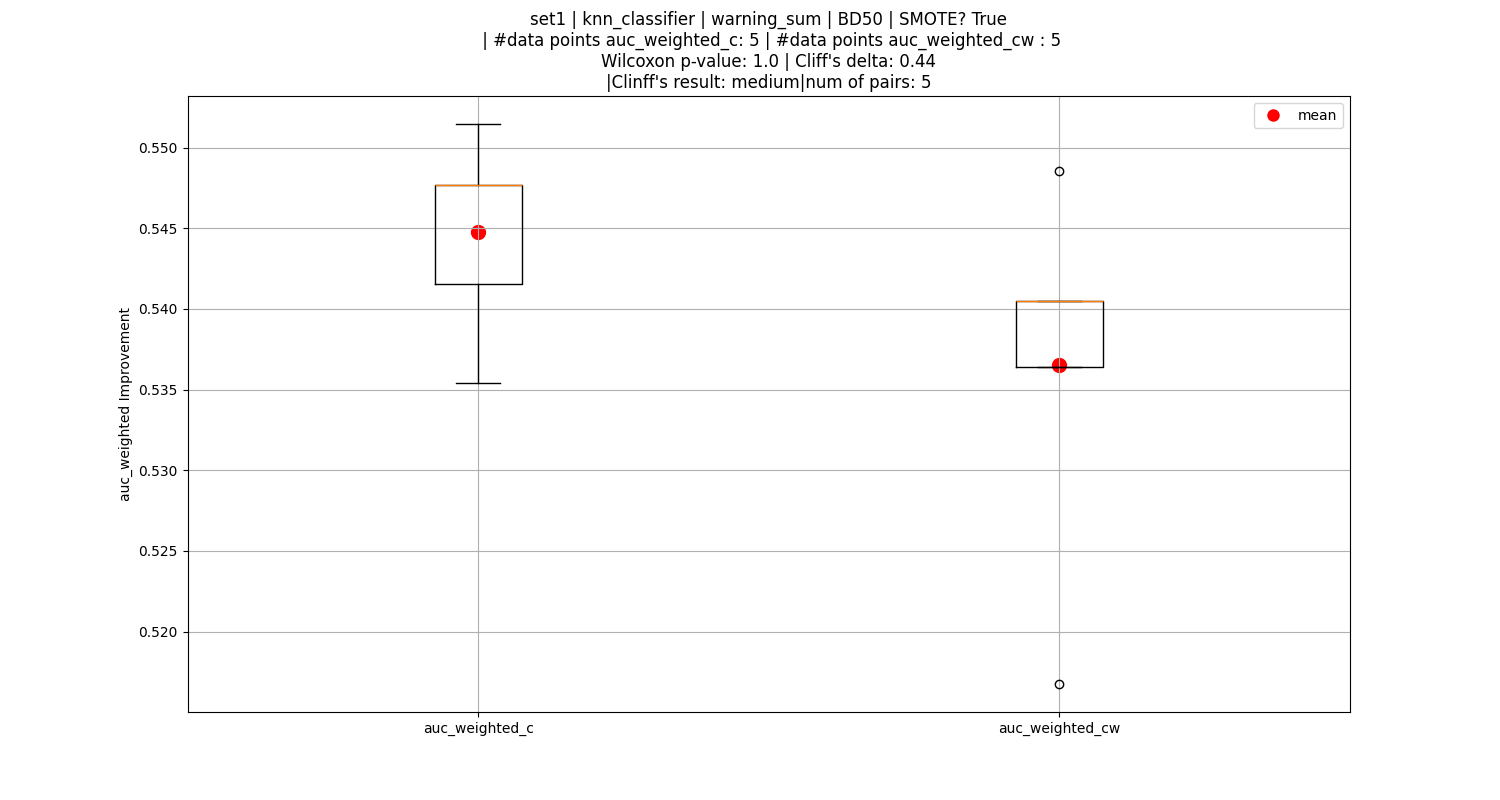 set1 | knn_classifier | warning_sum | BD50 | SMOTE? True
| #data points auc_weighted_c: 5 | #data points auc_weighted_cw : 5
Wilcoxon p-value: 1.0 | Cliff's delta: 0.44
|Clinff's result: medium|num of pairs: 5
mean
0.550
0.545
0.540
0.535
0.530
0.525
0.520
auc_weighted Improvement
auc_weighted_c
auc_weighted_cw